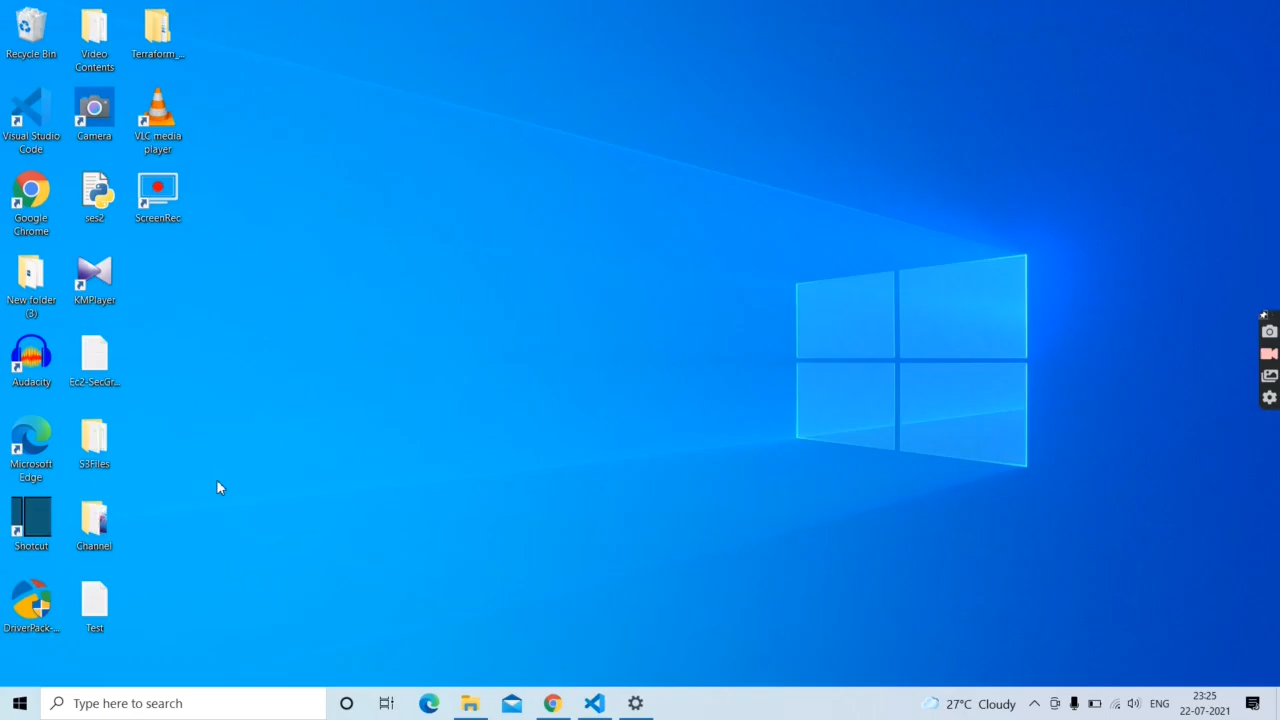 Recycle Bin
Video
Contents
Terraform_...
Visual Studio
Code
Camera
VLC media
player
Google
Chrome
ses2
ScreenRec
New folder
(3)
KMPlayer
Audacity
Ec2-SecGr...
Microsoft
Edge
S3Files
Shotcut
Channel
DriverPack-...
Test
Type here to search
27°C Cloudy
ENG
23:25
22-07-2021